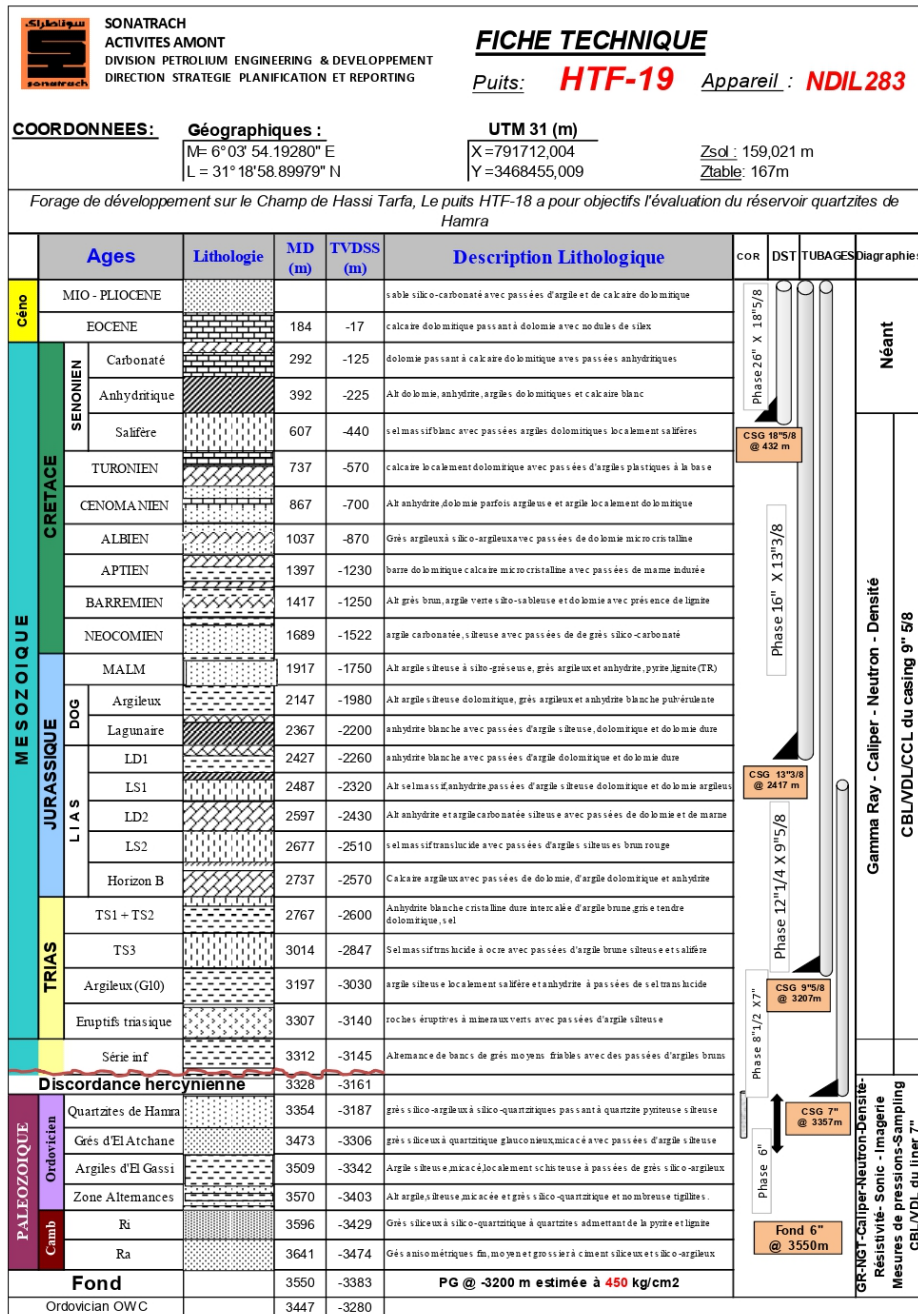 سوناطراك
sonatrach
SONATRACH
ACTIVITES AMONT
DIVISION PETROLIUM ENGINEERING & DEVELOPPEMENT
DIRECTION STRATEGIE PLANIFICATION ET REPORTING
FICHE TECHNIQUE
Puits: HTF-19 Appareil : NDIL283
COORDONNEES: Géographiques : UTM 31 (m)
M= 6°03' 54.19280" E X =791712,004 Zsol : 159,021 m
L = 31°18'58.89979" N Y =3468455,009 Ztable: 167m
Forage de développement sur le Champ de Hassi Tarfa, Le puits HTF-18 a pour objectifs l'évaluation du réservoir quartzites de
Hamra
Ages Lithologie MD (m) TVDSS (m) Description Lithologique COR DST TUBAGES Diagraphies
Céno
MIO - PLIOCENE sable silico-carbonaté avec passées d'argile et de calcaire dolomitique
EOCENE 184 -17 calcaire dolomitique passant à dolomie avec nodules de silex
MESOZOIQUE
CRETACE
SENONIEN
Carbonaté 292 -125 dolomie passant à calcaire dolomitique aves passées anhydritiques
Anhydritique 392 -225 Alt dolomie, anhydrite, argiles dolomitiques et calcaire blanc
Salifère 607 -440 sel massif blanc avec passées argiles dolomitiques localement salifères
TURONIEN 737 -570 calcaire localement dolomitique avec passées d'argiles plastiques à la base
CENOMANIEN 867 -700 Alt anhydrite,dolomie parfois argileuse et argile localement dolomitique
ALBIEN 1037 -870 Grès argileux à silico-argileux avec passées de dolomie microcristalline
APTIEN 1397 -1230 barre dolomitique calcaire microcristalline avec passées de marne indurée
BARREMIEN 1417 -1250 Alt grès brun, argile verte silto-sableuse et dolomie avec présence de lignite
NEOCOMIEN 1689 -1522 argile carbonatée, silteuse avec passées de de grès silico-carbonaté
JURASSIQUE
MALM 1917 -1750 Alt argile silteuse à silto-gréseuse, grès argileux et anhydrite, pyrite,lignite(TR)
DOG
Argileux 2147 -1980 Alt argile silteuse dolomitique, grès argileux et anhydrite blanche pulvérulente
Lagunaire 2367 -2200 anhydrite blanche avec passées d'argile silteuse, dolomitique et dolomie dure
LIAS
LD1 2427 -2260 anhydrite blanche avec passées d'argile dolomitique et dolomie dure
LS1 2487 -2320 Alt sel massif,anhydrite,passées d'argile silteuse dolomitique et dolomie argileus
LD2 2597 -2430 Alt anhydrite et argile carbonatée silteuse avec passées de dolomie et de marne
LS2 2677 -2510 sel massif translucide avec passées d'argiles silteuses brun rouge
Horizon B 2737 -2570 Calcaire argileux avec passées de dolomie, d'argile dolomitique et anhydrite
TRIAS
TS1 + TS2 2767 -2600 Anhydrite blanche cristalline dure intercalée d'argile brune,grise tendre
dolomitique, sel
TS3 3014 -2847 Sel massif trnslucide à ocre avec passées d'argile brune silteuse et salifère
Argileux (G10) 3197 -3030 argile silteuse localement salifère et anhydrite à passées de sel translucide
Eruptifs triasique 3307 -3140 roches éruptives à mineraux verts avec passées d'argile silteuse
Série inf 3312 -3145 Alternance de bancs de grés moyens friables avec des passées d'argiles bruns
Discordance hercynienne 3328 -3161
PALEOZOIQUE
Ordovicien
Quartzites de Hamra 3354 -3187 grés silico-argileux à silico-quartzitiques passant à quartzite pyriteuse silteuse
Grés d'El Atchane 3473 -3306 grés siliceux à quartzitique glauconieux,micacé avec passées d'argile silteuse
Argiles d'El Gassi 3509 -3342 Argile silteuse, micacé,localement schisteuse à passées de grés silico-argileux
Zone Alternances 3570 -3403 Alt argile,silteuse,micacée et grés silico-quartzitique et nombreuse tigillites.
Camb
Ri 3596 -3429 Grés siliceux à silico-quartzitique à quartzites admettant de la pyrite et lignite
Ra 3641 -3474 Gés anisométriques fin, moyen et grossier à ciment siliceux et silico-argileux
Fond 3550 -3383 PG @ -3200 m estimée à 450 kg/cm2
Ordovician OWC 3447 -3280
Phase 26" X 18"5/8
CSG 18"5/8
@ 432 m
Phase 16" X 13"3/8
CSG 13"3/8
@ 2417 m
Phase 12"1/4 X 9"5/8
CSG 9"5/8
@ 3207m
Phase 8"1/2 X7"
CSG 7"
@ 3357m
Phase 6"
Fond 6"
@ 3550m
Néant
Gamma Ray - Caliper - Neutron - Densité
CBL/VDL/CCL du casing 9" 5/8
GR-NGT-Caliper-Neutron-Densité-
Résistivité- Sonic - Imagerie
Mesures de pressions-Sampling
CBL/VDL du liner 7"